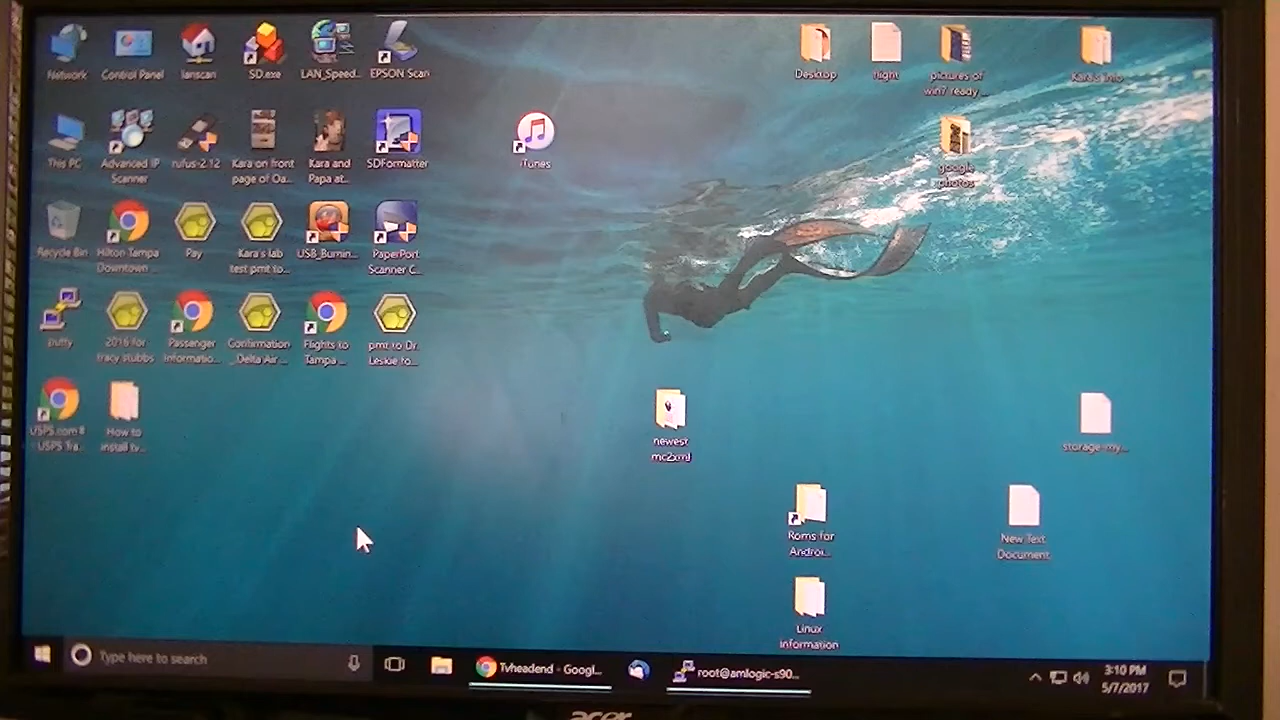 Network
Control Panel
lanscan
SD.exe
LAN_Speed...
EPSON Scan
Desktop
flight
pictures of
win7 ready ...
Kara's info
This PC
Advanced IP
Scanner
rufus-2.12
Kara on front
page of Oa...
Kara and
Papa at...
SDFormatter
iTunes
google
photos
Recycle Bin
Hilton Tampa
Downtown ...
Pay
Kara's lab
test pmt to...
USB_Burnin...
PaperPort
Scanner C...
putty
2016 for
tracy stubbs
Passenger
Informatio...
Confirmation
_Delta Air ...
Flights to
Tampa ...
pmt to Dr.
Leslie fo...
USPS.com®
- USPS Tra...
How to
install tv...
newest
mc2xml
storage-my...
Roms for
Androi...
New Text
Document
Linux
information
Type here to search
Tvheadend - Googl...
root@amlogic-s90...
3:10 PM
5/7/2017
acer